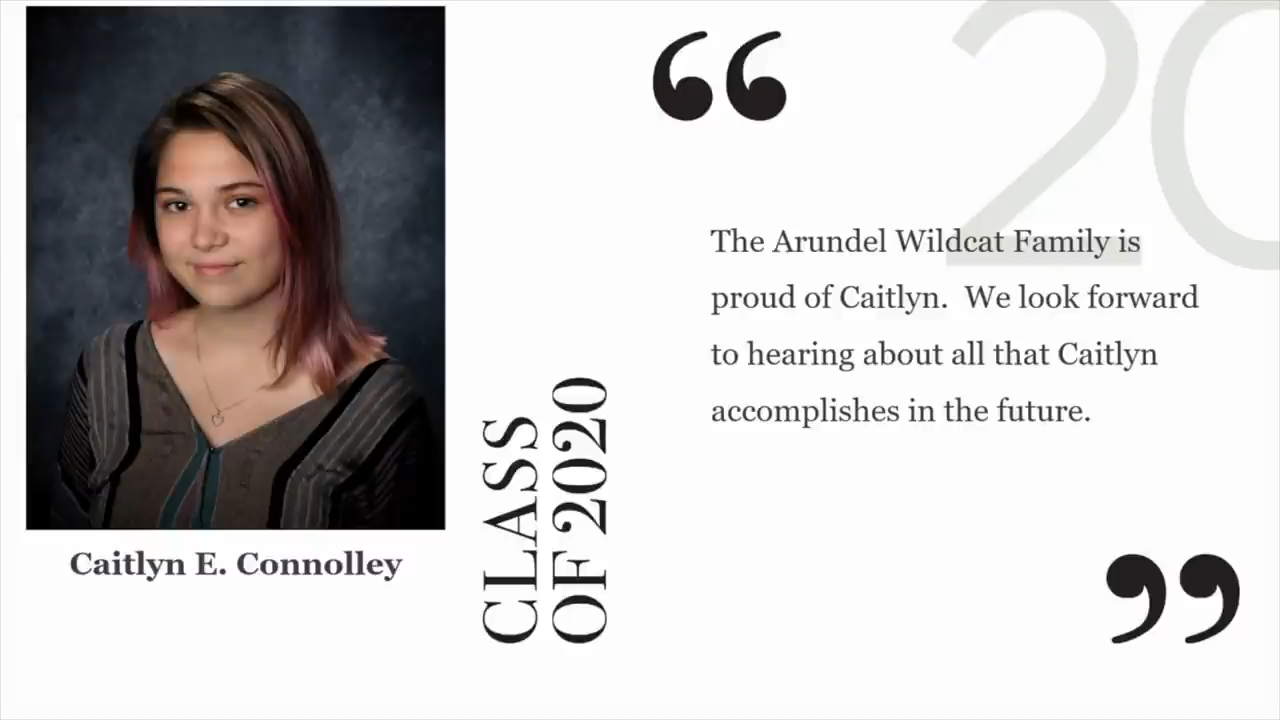 Caitlyn E. Connolley
CLASS
OF 2020
20
“
The Arundel Wildcat Family is
proud of Caitlyn.  We look forward
to hearing about all that Caitlyn
accomplishes in the future.
”